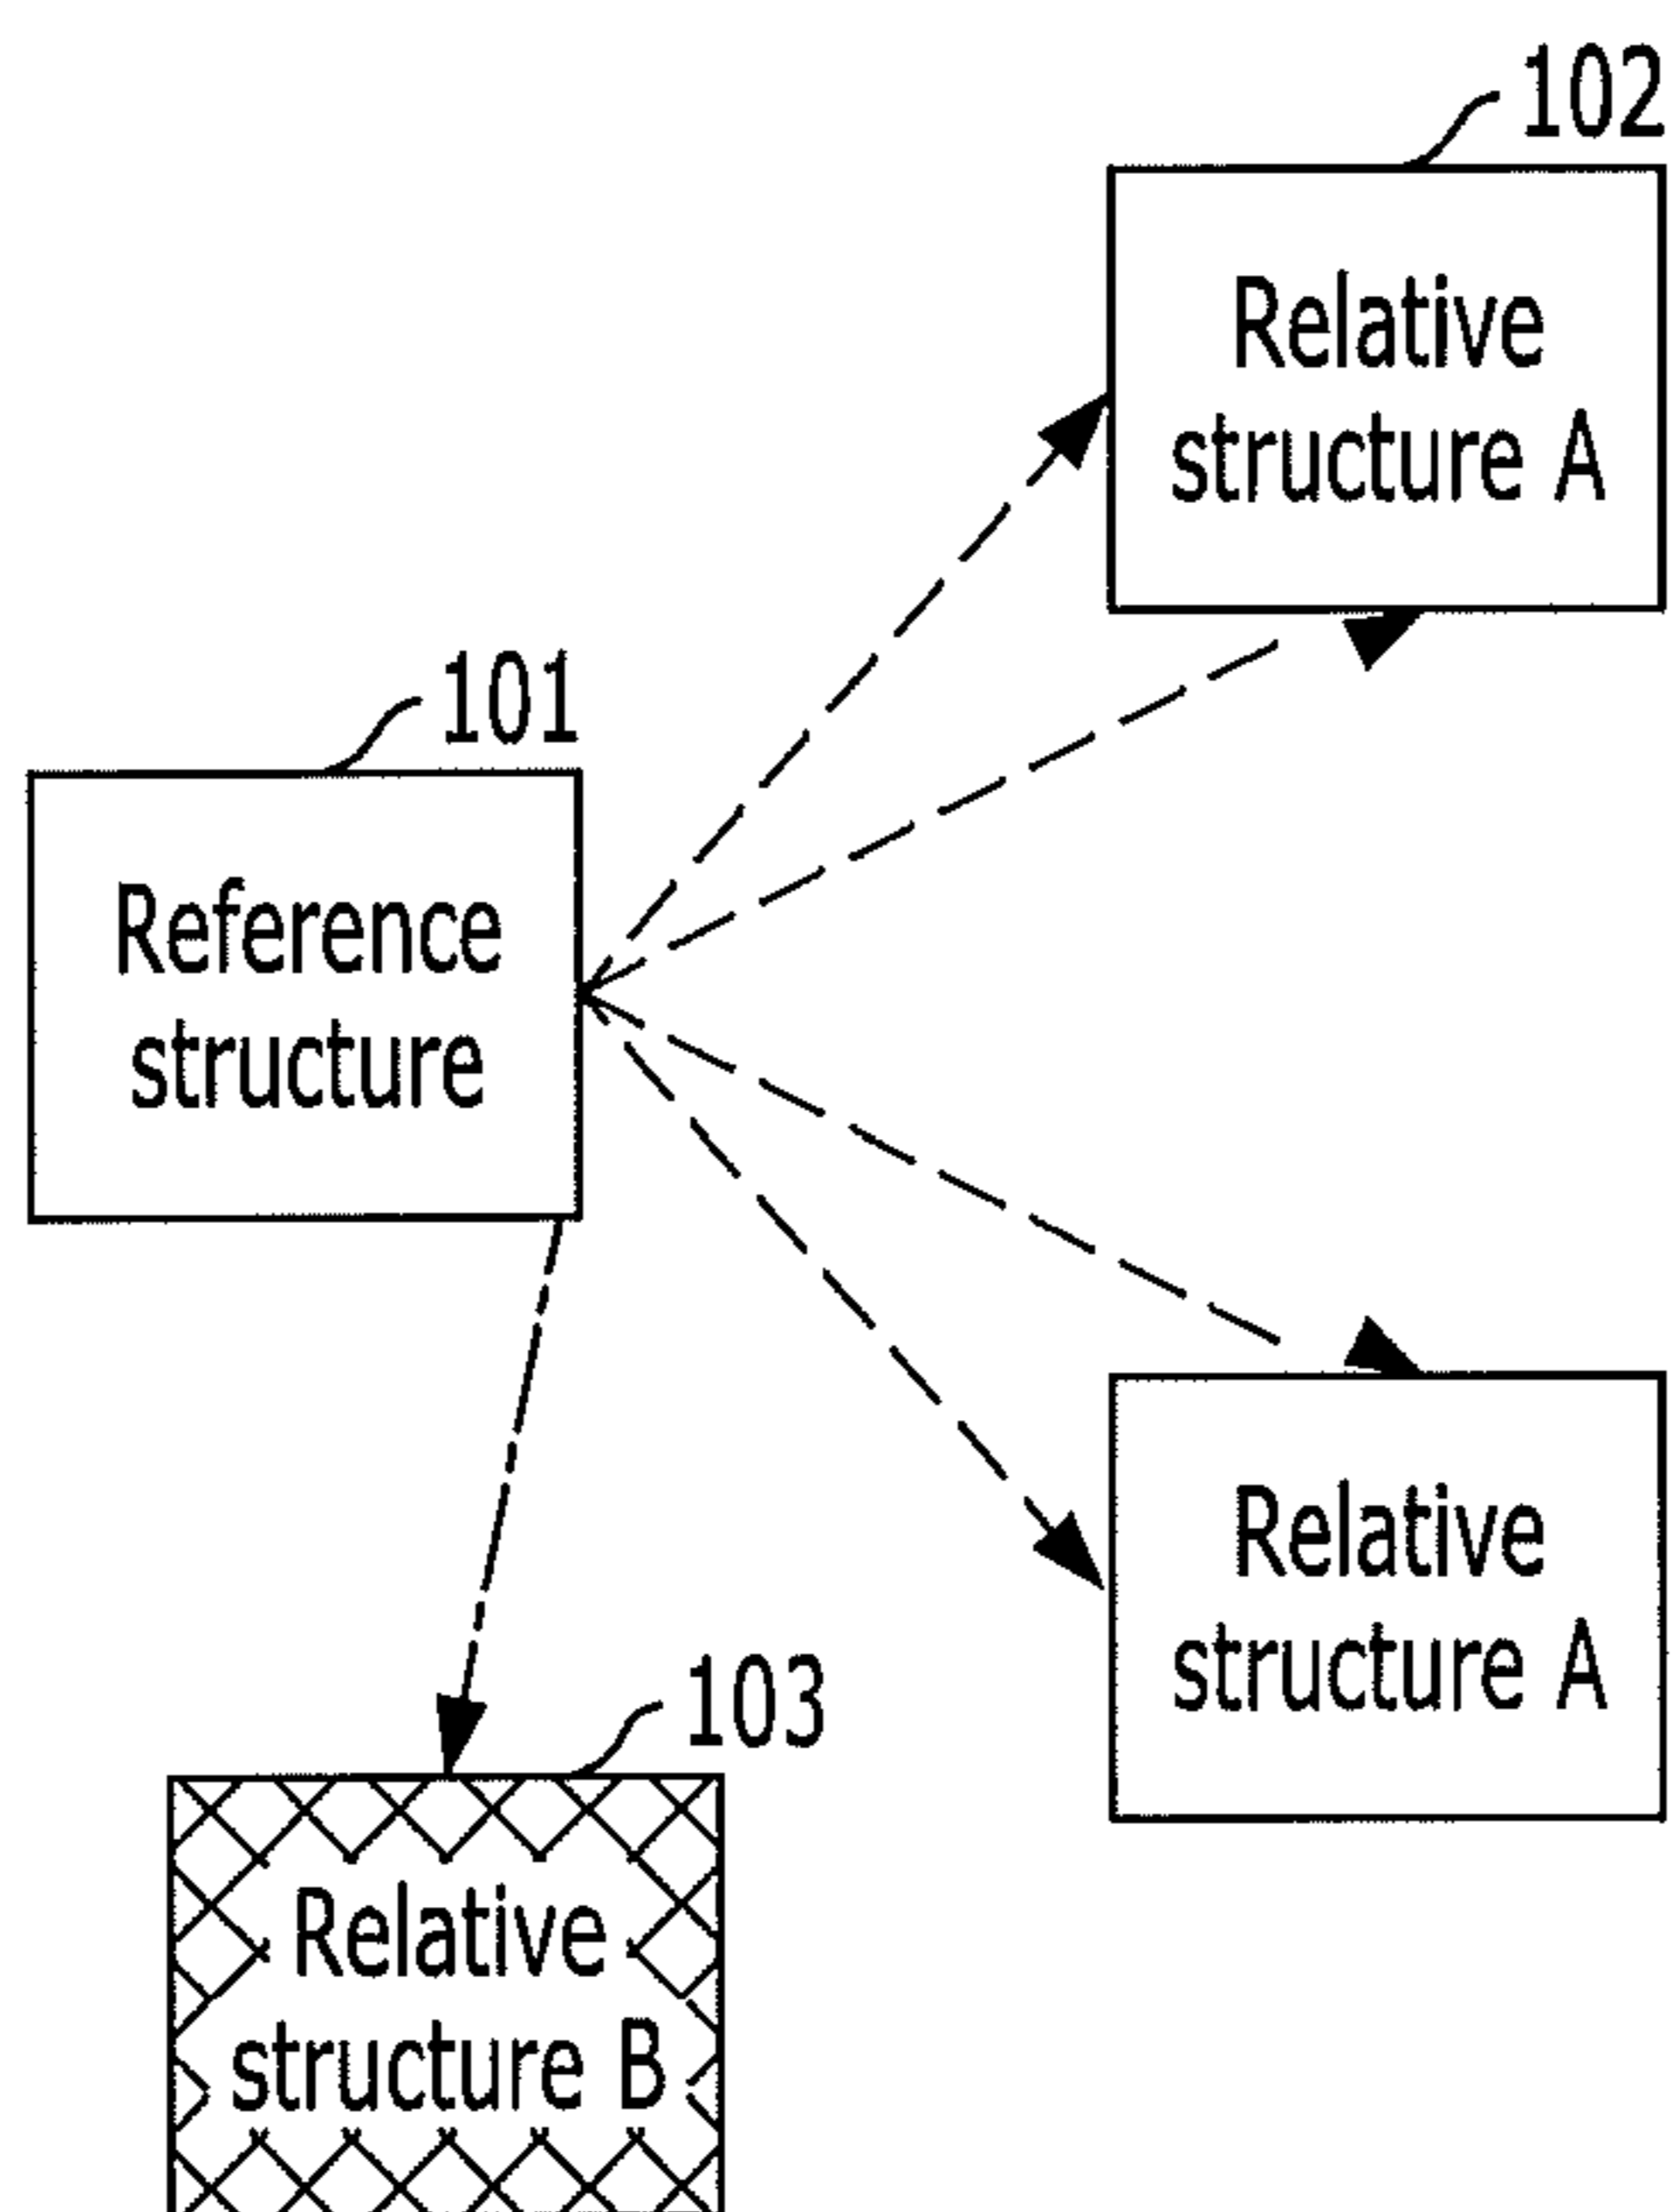 102
Relative
structure A
101
Reference
structure
Relative
structure A
103
Relative
structure B